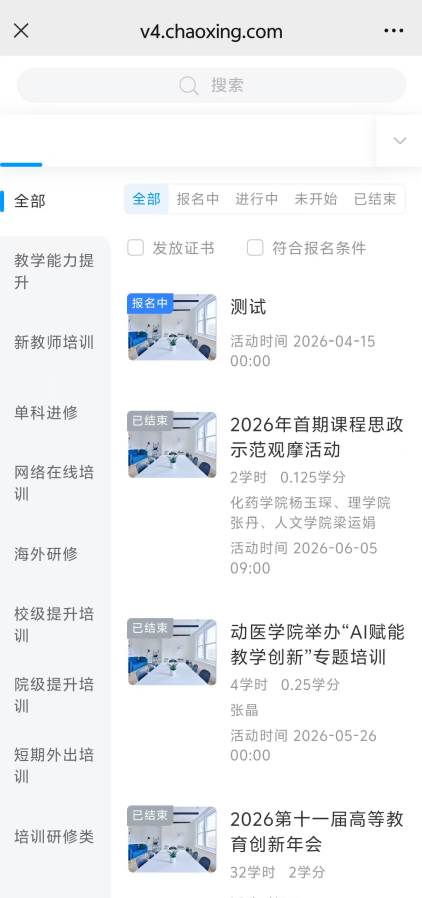 v4.chaoxing.com
搜索
全部
教学能力提
升
新教师培训
单科进修
网络在线培
训
海外研修
校级提升培
训
院级提升培
训
短期外出培
训
培训研修类
全部 报名中 进行中 未开始 已结束
发放证书 符合报名条件
报名中
测试
活动时间 2026-04-15
00:00
已结束
2026年首期课程思政
示范观摩活动
2学时 0.125学分
化药学院杨玉琛、理学院
张丹、人文学院梁运娟
活动时间 2026-06-05
09:00
已结束
动医学院举办“AI赋能
教学创新”专题培训
4学时 0.25学分
张晶
活动时间 2026-05-26
00:00
已结束
2026第十一届高等教
育创新年会
32学时 2学分